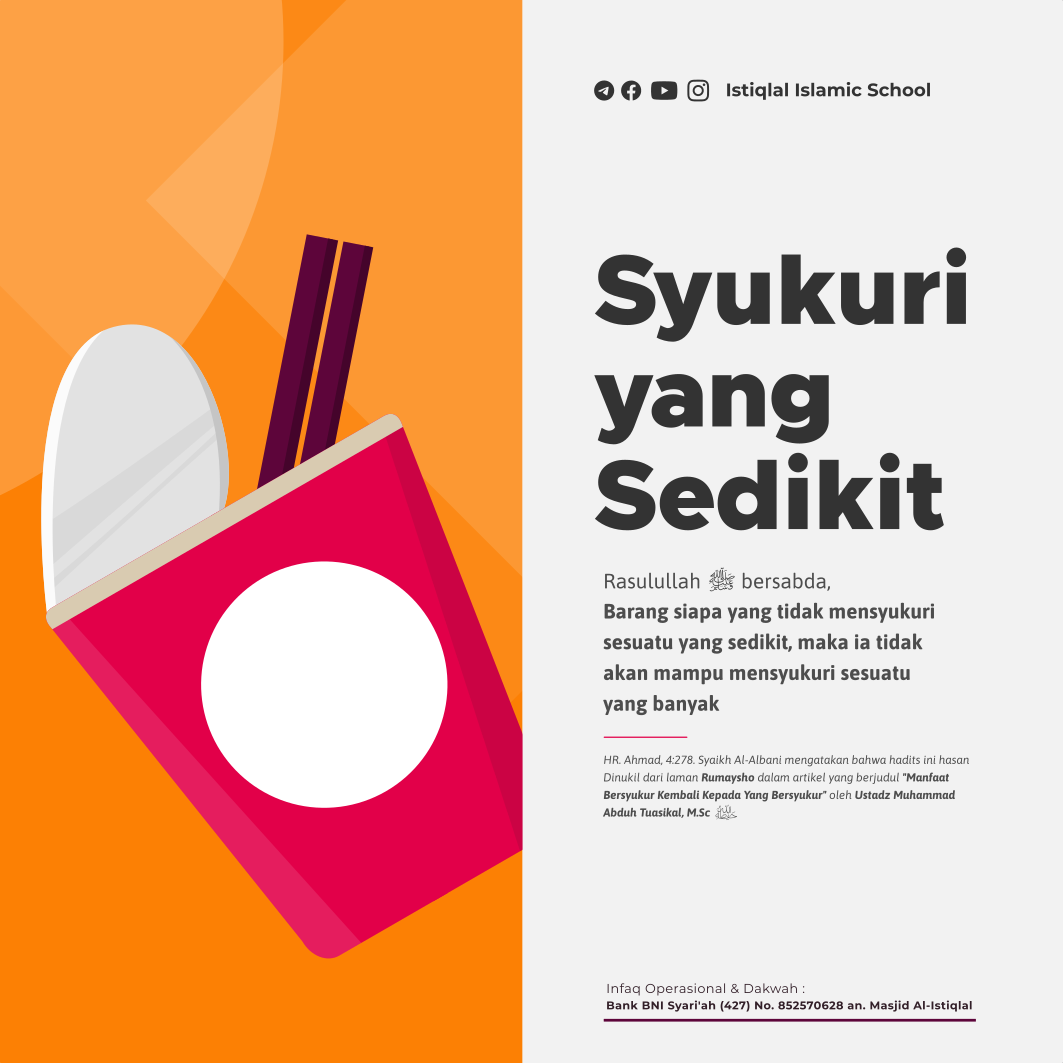 Istiqlal Islamic School
Syukuri
yang
Sedikit
Rasulullah ﷺ bersabda,
Barang siapa yang tidak mensyukuri
sesuatu yang sedikit, maka ia tidak
akan mampu mensyukuri sesuatu
yang banyak
HR. Ahmad, 4:278. Syaikh Al-Albani mengatakan bahwa hadits ini hasan
Dinukil dari laman Rumaysho dalam artikel yang berjudul "Manfaat
Bersyukur Kembali Kepada Yang Bersyukur" oleh Ustadz Muhammad
Abduh Tuasikal, M.Sc
Infaq Operasional & Dakwah :
Bank BNI Syari'ah (427) No. 852570628 an. Masjid Al-Istiqlal